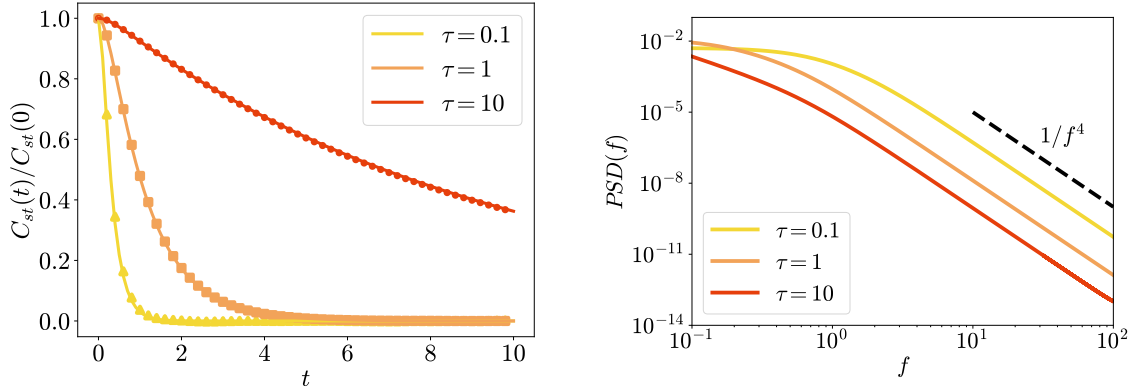 C_{st}(t)/C_{st}(0)
1.0
0.8
0.6
0.4
0.2
0.0
0 2 4 6 8 10
t
τ = 0.1
τ = 1
τ = 10
PSD(f)
10^{-2}
10^{-5}
10^{-8}
10^{-11}
10^{-14}
10^{-1} 10^{0} 10^{1} 10^{2}
f
1/f^4
τ = 0.1
τ = 1
τ = 10